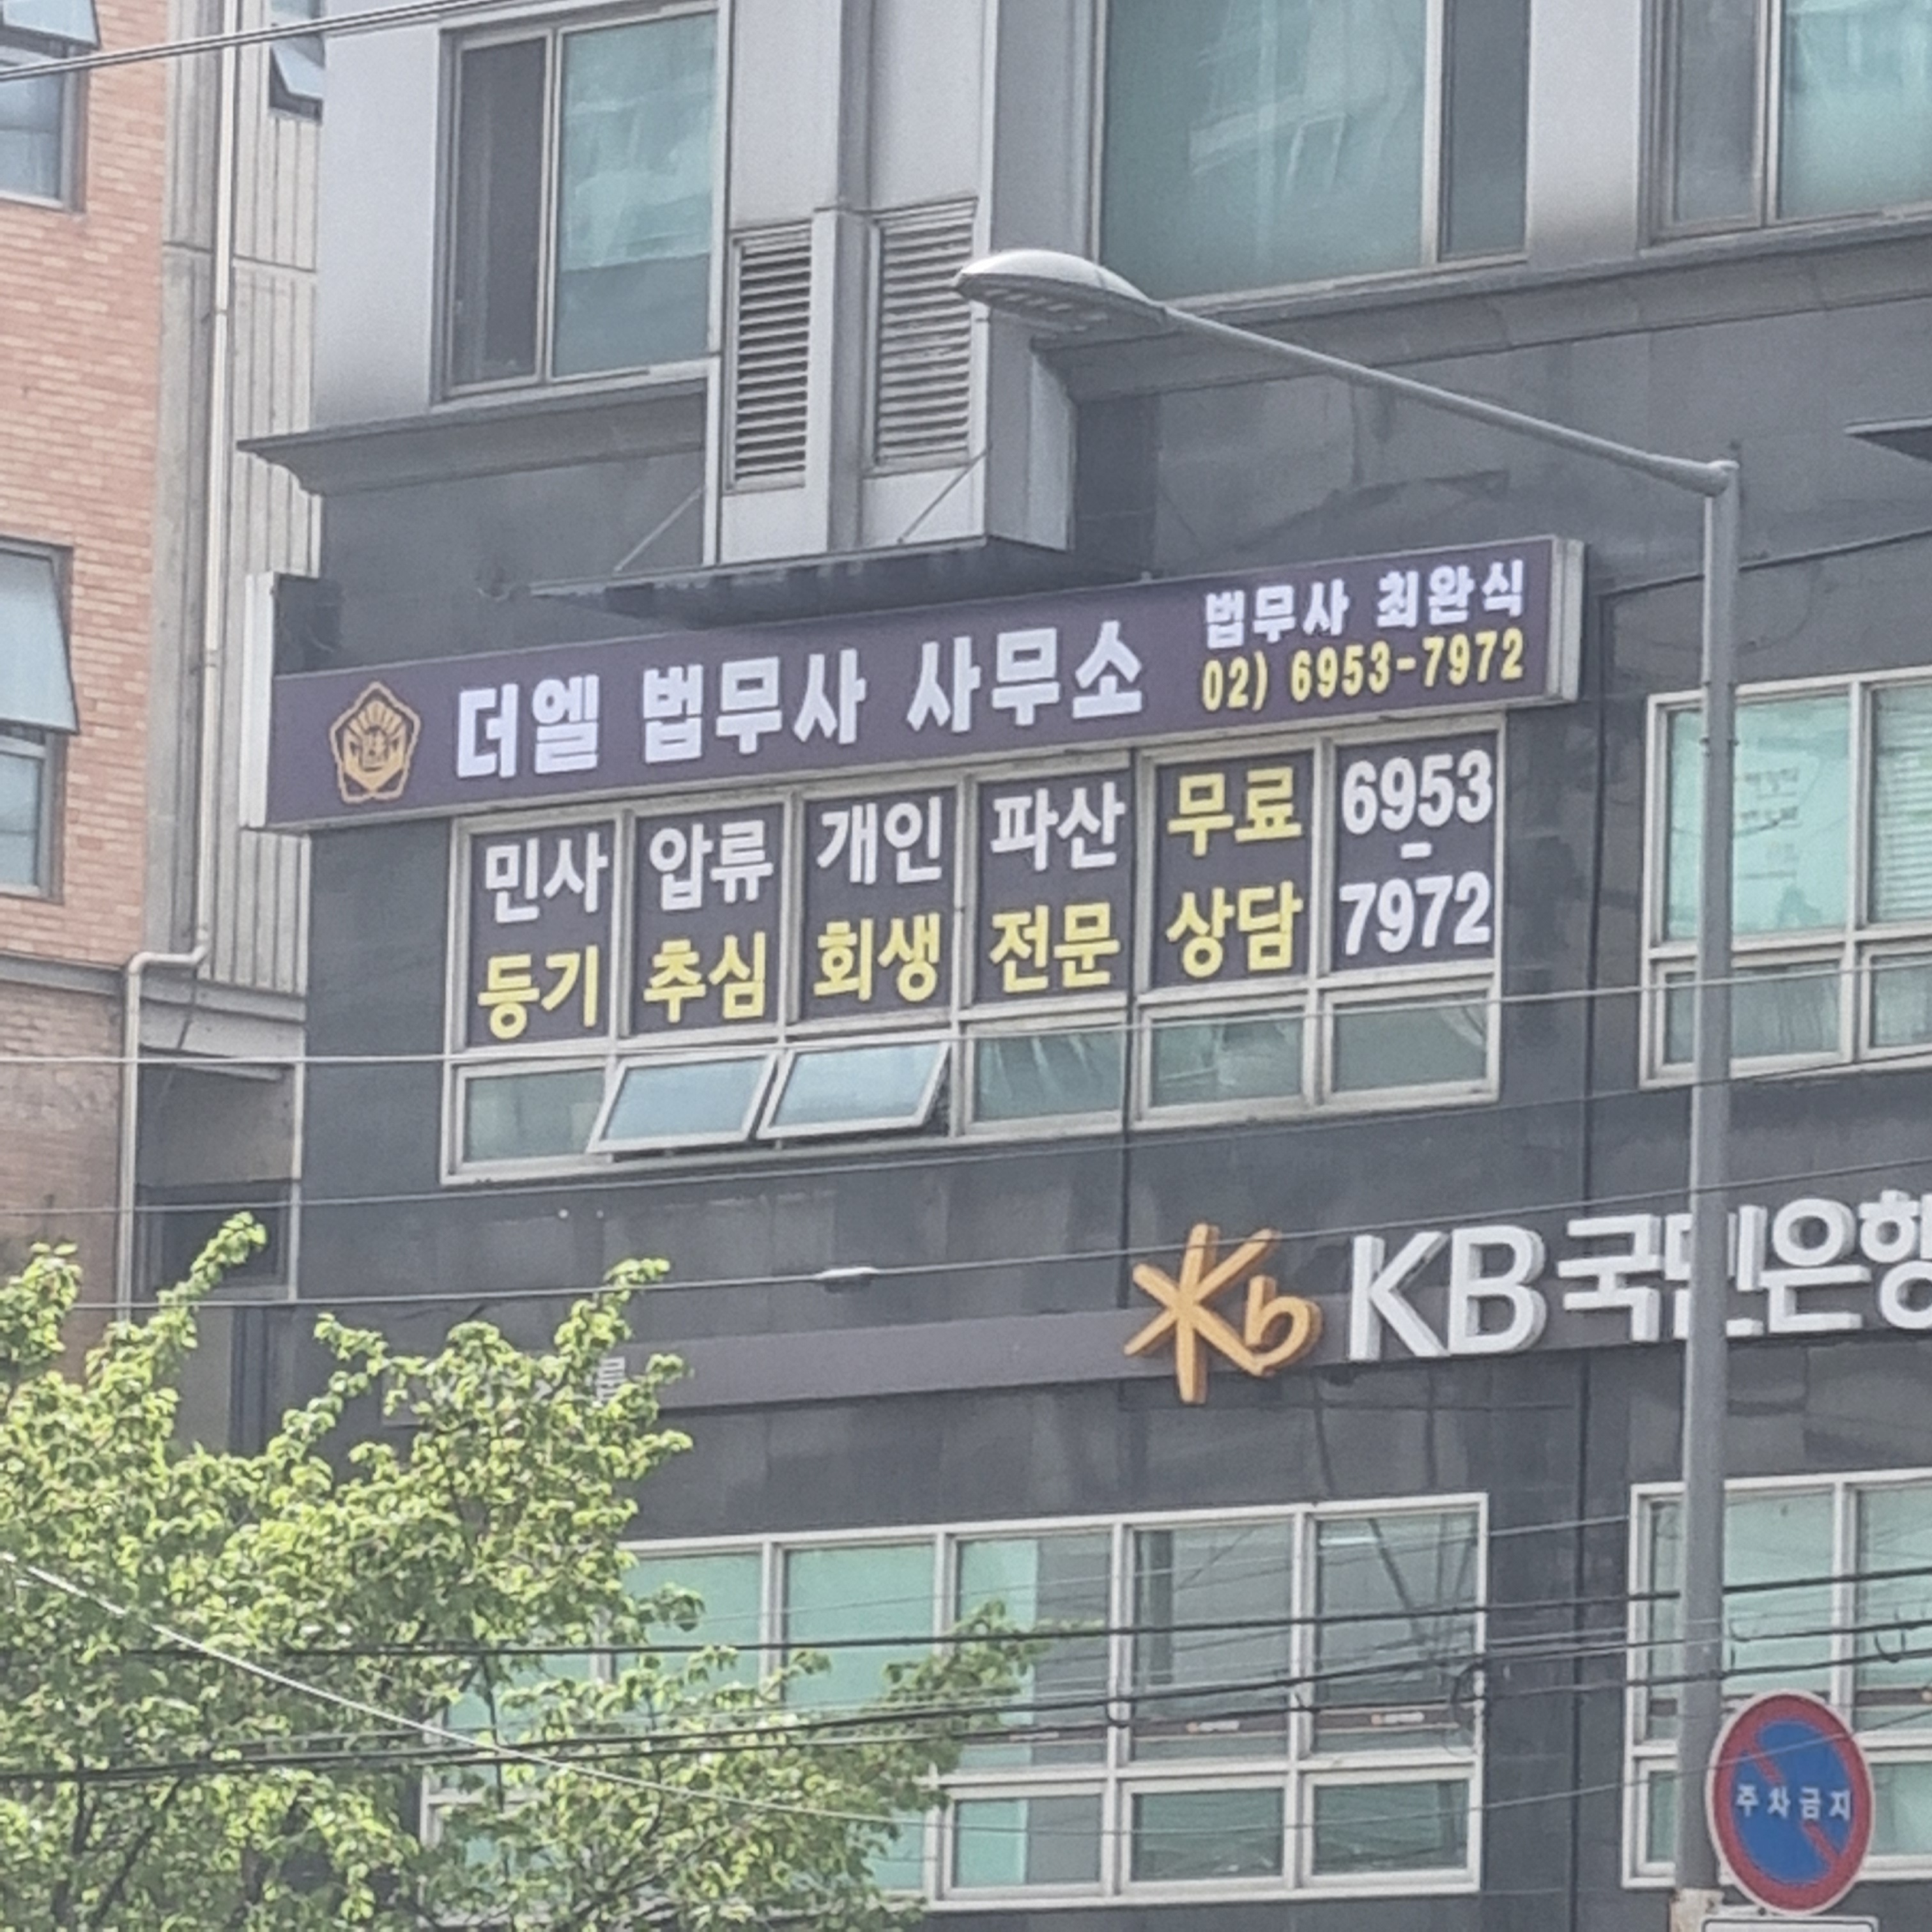 더엘 법무사 사무소
법무사 최완식
02) 6953-7972
민사 압류 개인 파산 무료 6953
-
등기 추심 회생 전문 상담 7972
Kb KB국민은행
주차금지